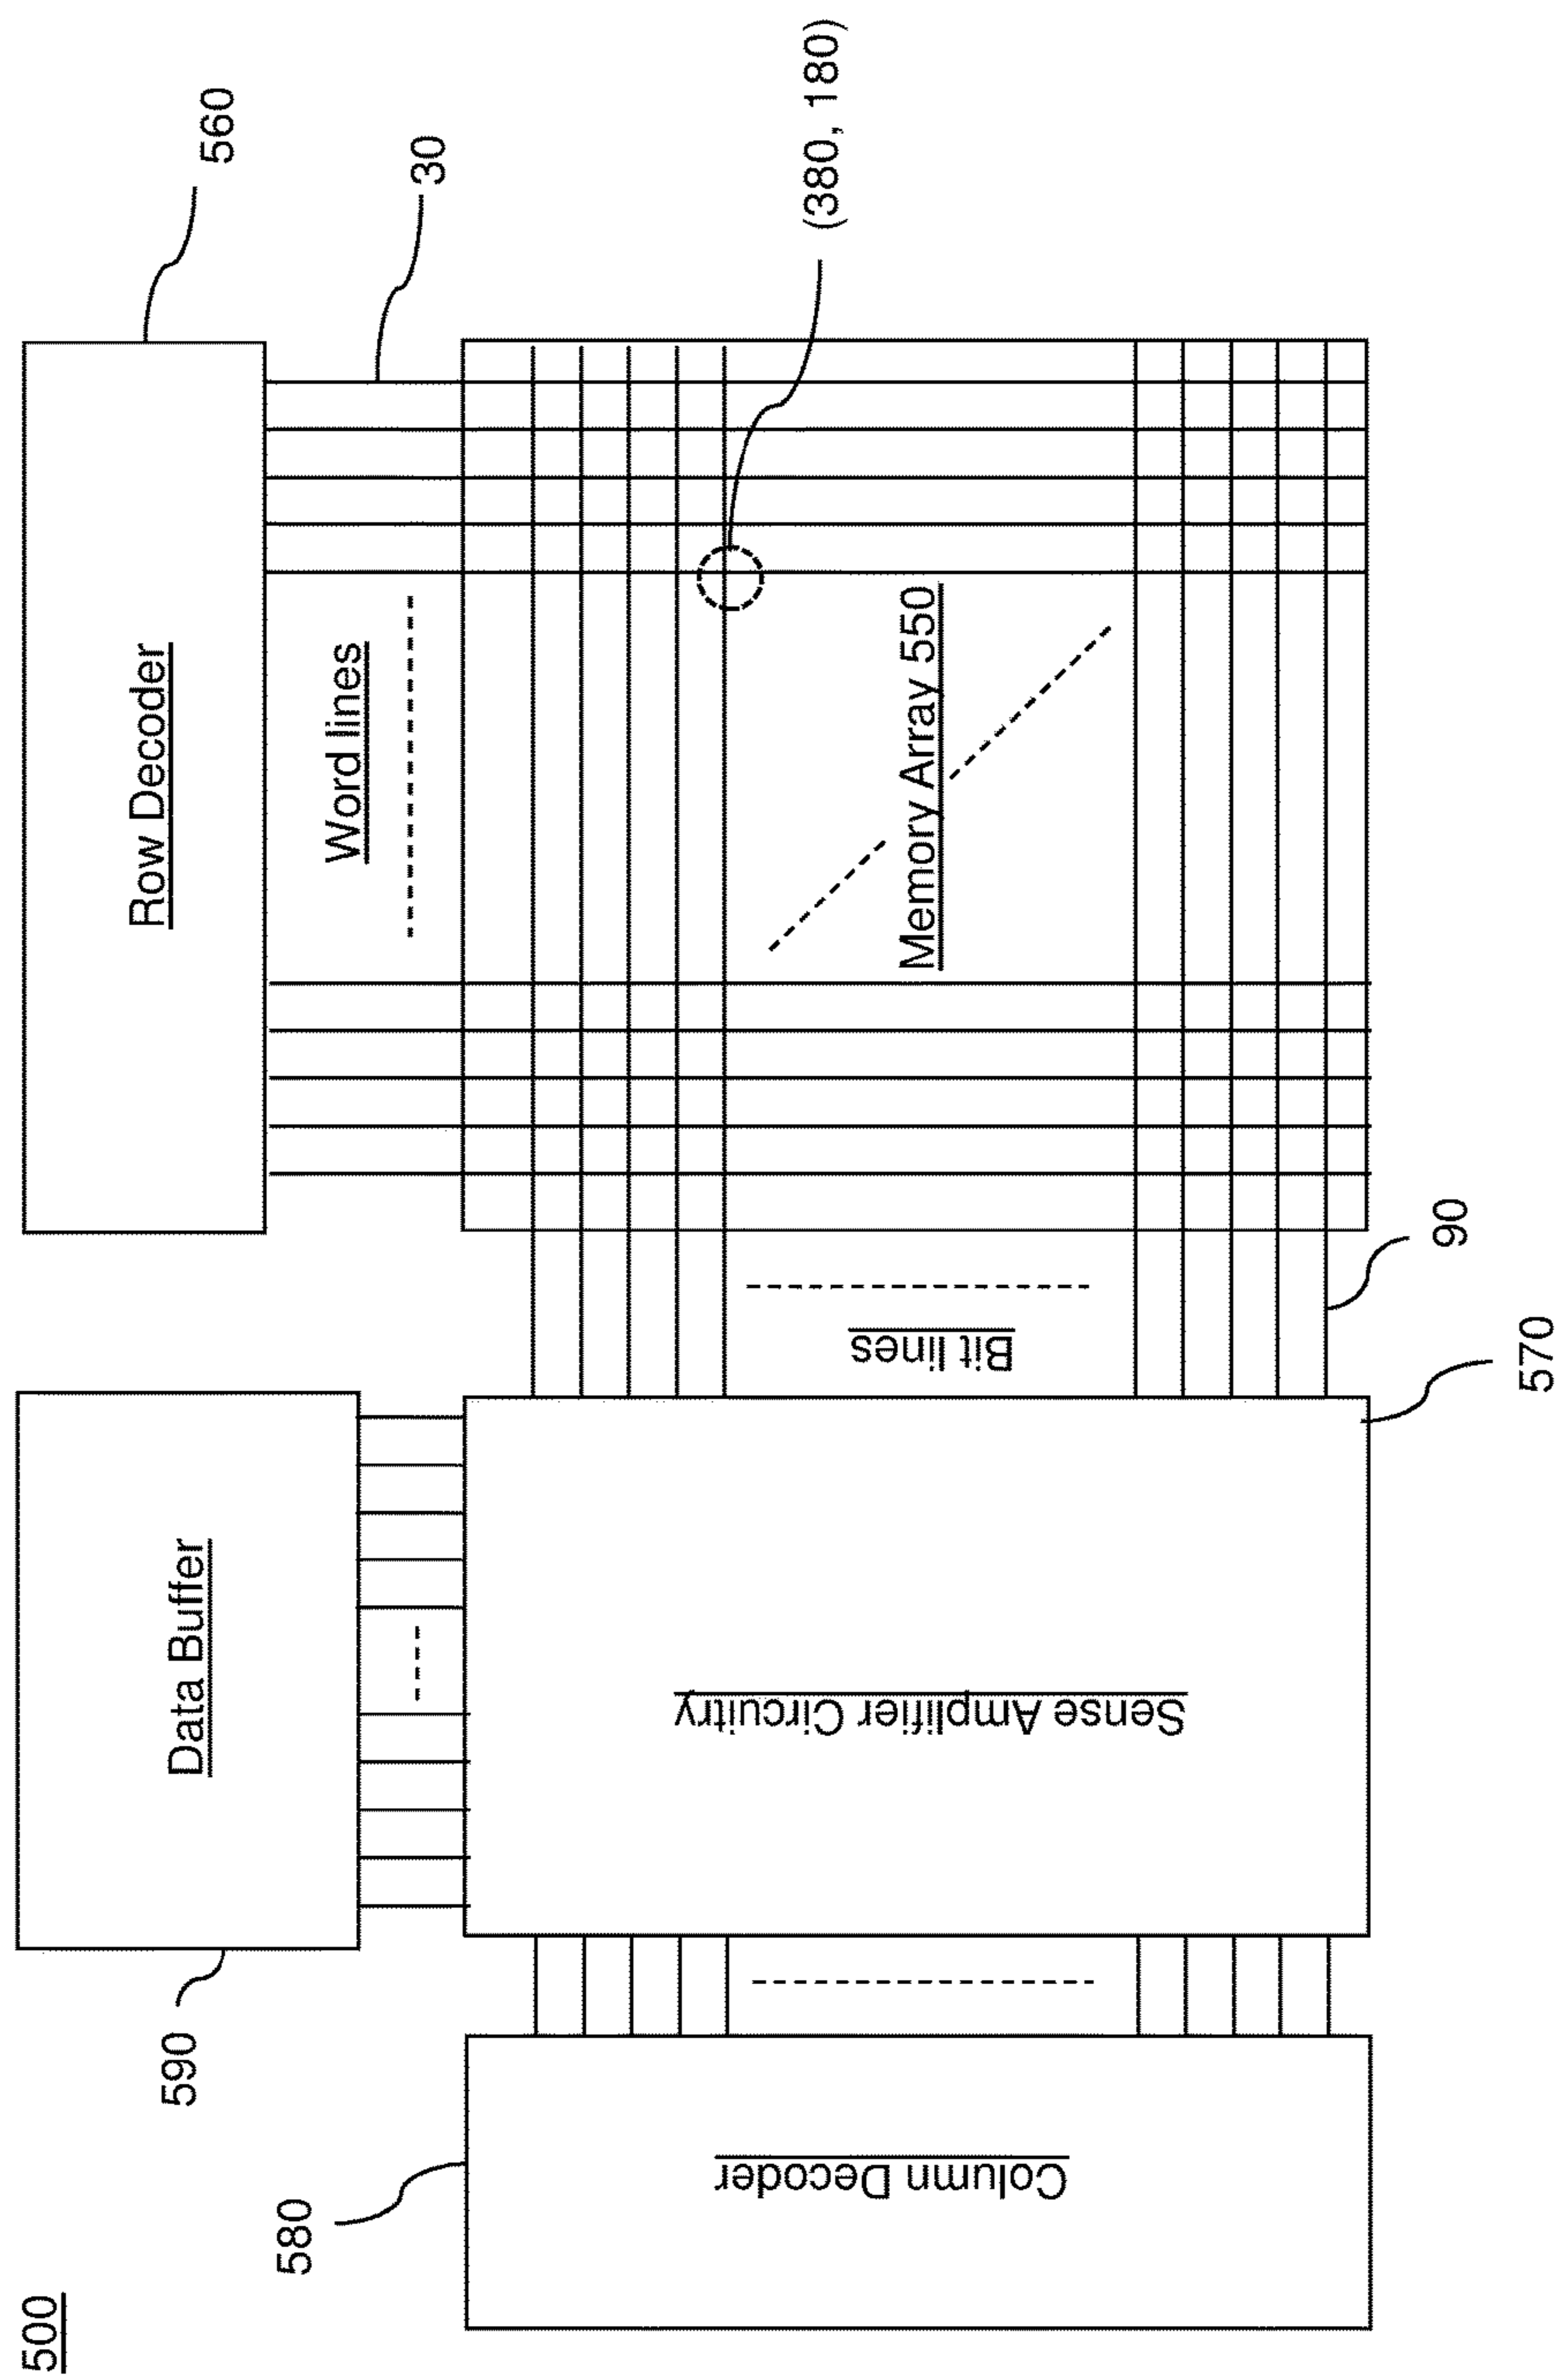 500
Row Decoder
560
590
Data Buffer
580
Word lines
30
Column Decoder
Sense Amplifier Circuitry
Bit lines
Memory Array 550
(380, 180)
90
570